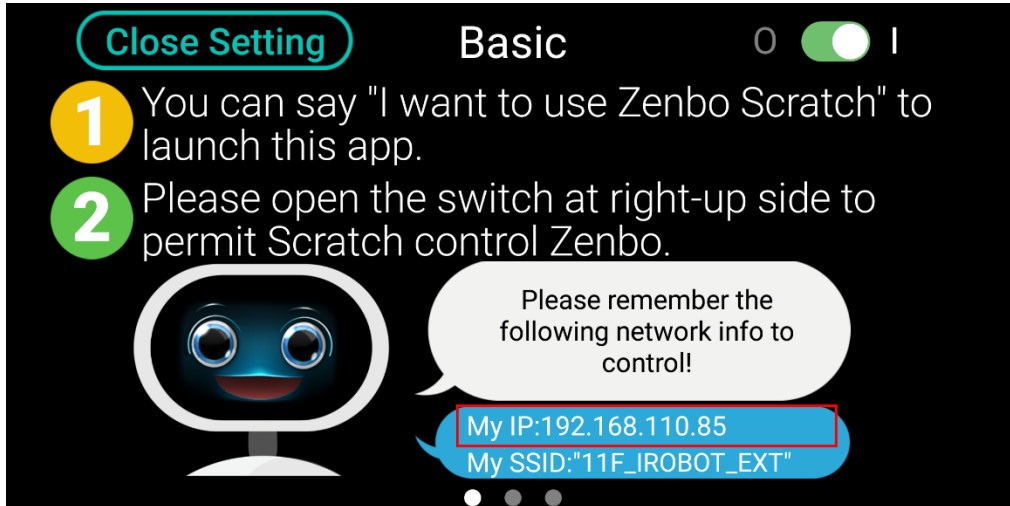 Close Setting
Basic
O
I
1
You can say "I want to use Zenbo Scratch" to
launch this app.
2
Please open the switch at right-up side to
permit Scratch control Zenbo.
Please remember the
following network info to
control!
My IP:192.168.110.85
My SSID:"11F_IROBOT_EXT"